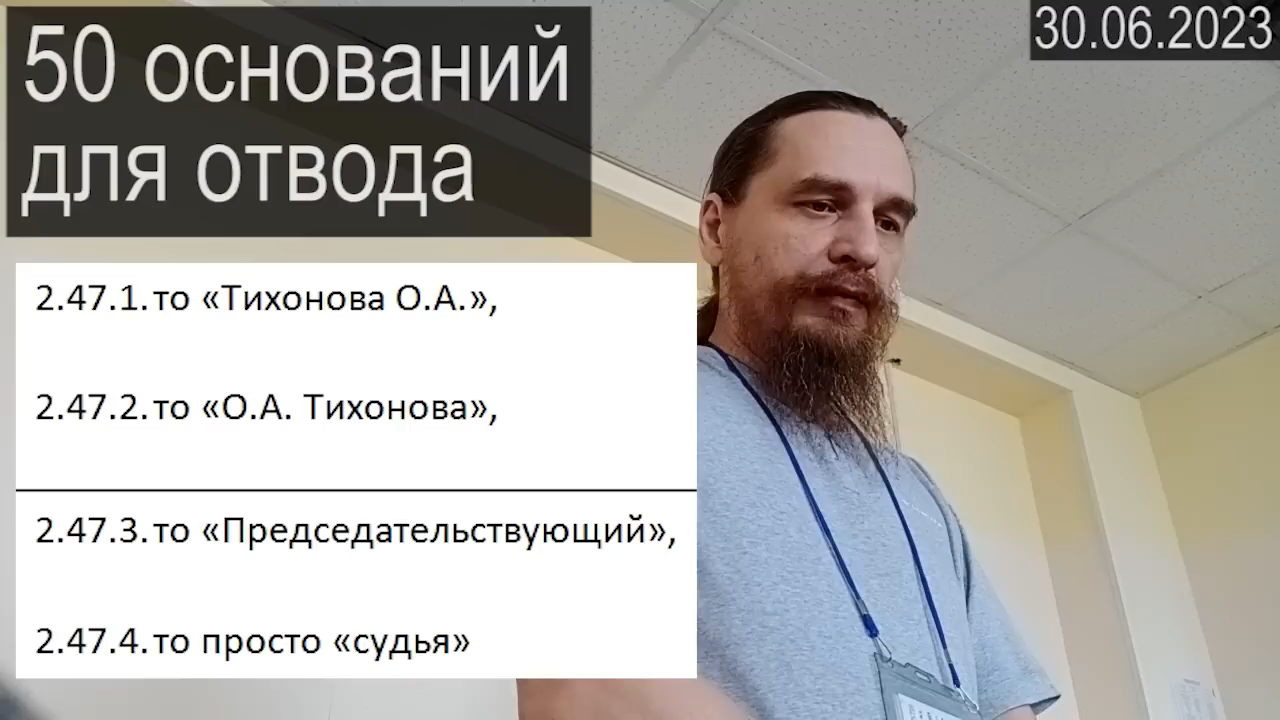 50 оснований
для отвода
30.06.2023
2.47.1. то «Тихонова О.А.»,
2.47.2. то «О.А. Тихонова»,
2.47.3. то «Председательствующий»,
2.47.4. то просто «судья»